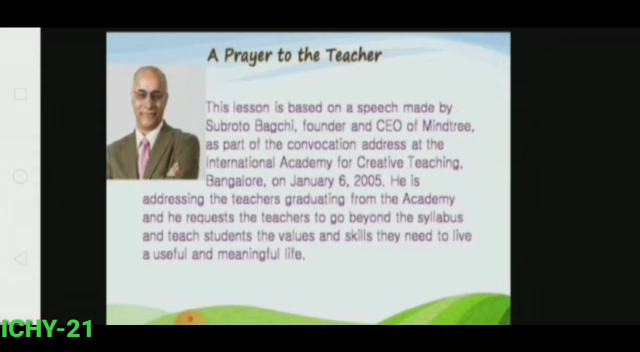 A Prayer to the Teacher
This lesson is based on a speech made by
Subroto Bagchi, founder and CEO of Mindtree,
as part of the convocation address at the
International Academy for Creative Teaching,
Bangalore, on January 6, 2005. He is
addressing the teachers graduating from the Academy
and he requests the teachers to go beyond the syllabus
and teach students the values and skills they need to live
a useful and meaningful life.
ICHY-21